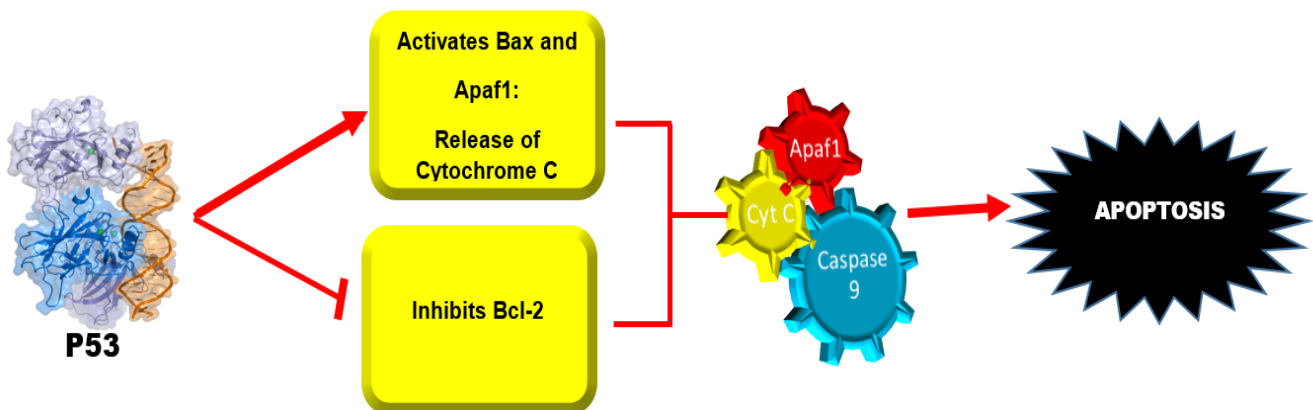 Activates Bax and
Apaf1:
Release of
Cytochrome C
Inhibits Bcl-2
P53
Apaf1
Cyt C
Caspase
9
APOPTOSIS